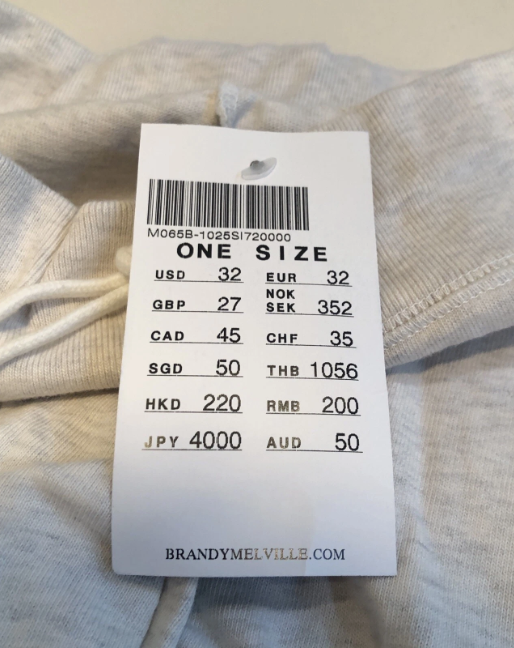 M065B-1025SI720000
ONE SIZE
USD 32 EUR 32
GBP 27 NOK SEK 352
CAD 45 CHF 35
SGD 50 THB 1056
HKD 220 RMB 200
JPY 4000 AUD 50
BRANDYMELVILLE.COM